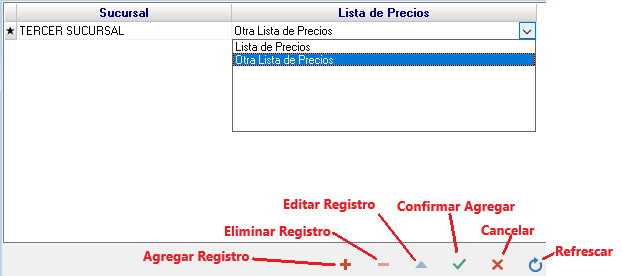 Sucursal Lista de Precios
TERCER SUCURSAL Otra Lista de Precios
Lista de Precios
Otra Lista de Precios
Editar Registro
Confirmar Agregar
Eliminar Registro
Cancelar
Agregar Registro
Refrescar